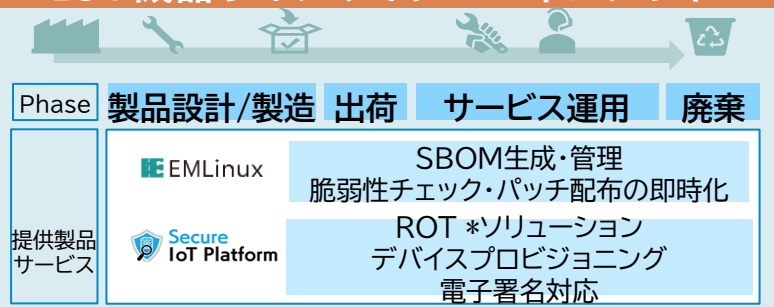 Phase
製品設計/製造
出荷
サービス運用
廃棄
提供製品
サービス
EMLinux
SBOM生成・管理
脆弱性チェック・パッチ配布の即時化
Secure
IoT Platform
ROT *ソリューション
デバイスプロビジョニング
電子署名対応